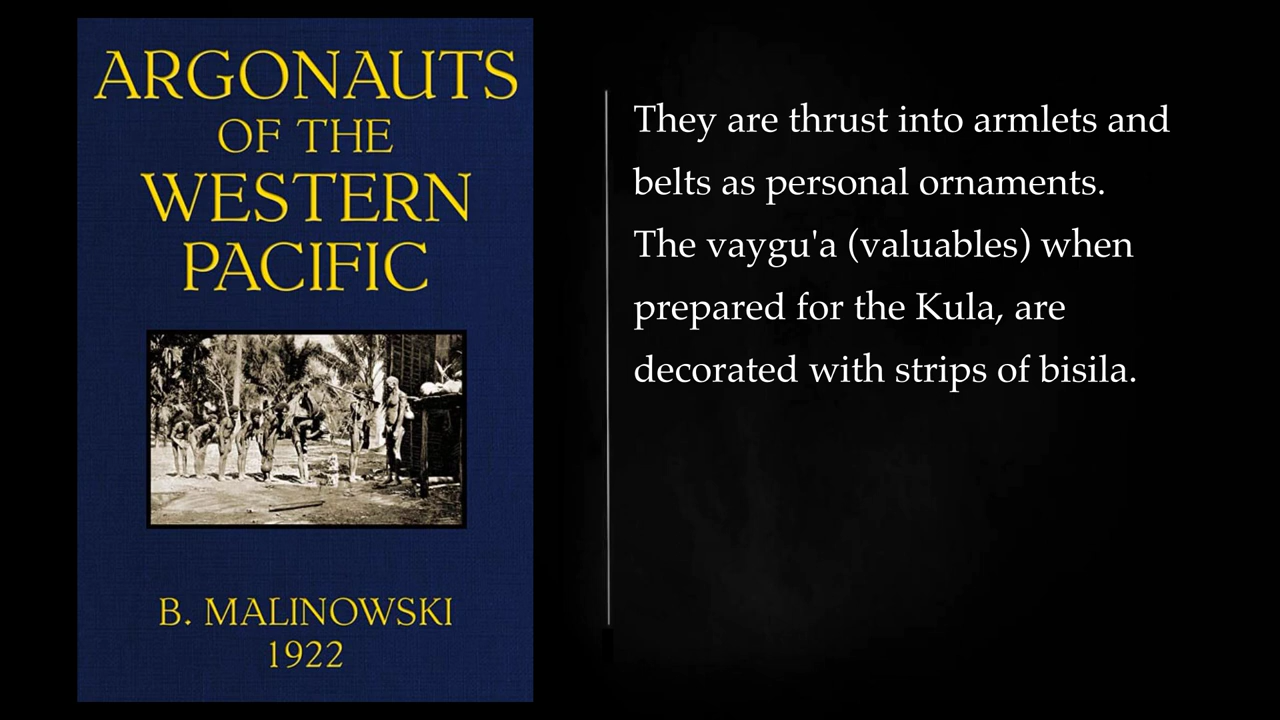 ARGONAUTS
OF THE
WESTERN
PACIFIC
B. MALINOWSKI
1922
They are thrust into armlets and
belts as personal ornaments.
The vaygu'a (valuables) when
prepared for the Kula, are
decorated with strips of bisila.